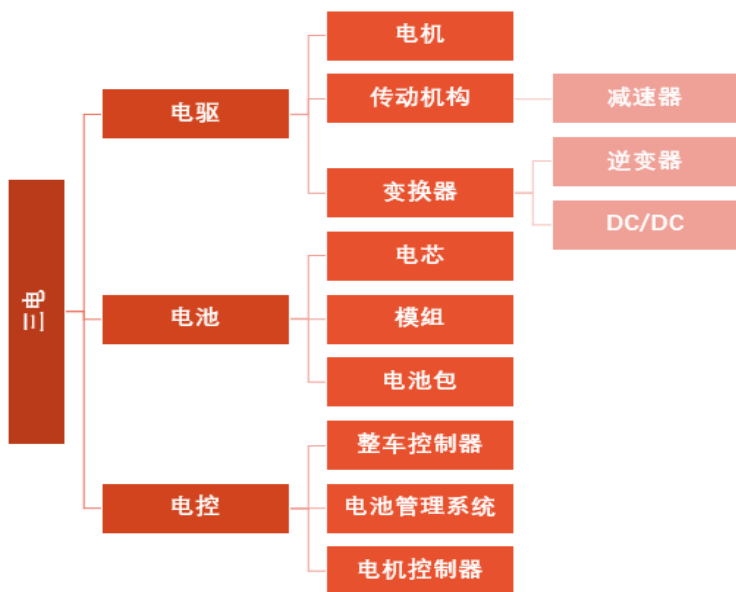 三电
电驱
电机
传动机构
减速器
变换器
逆变器
DC/DC
电池
电芯
模组
电池包
电控
整车控制器
电池管理系统
电机控制器